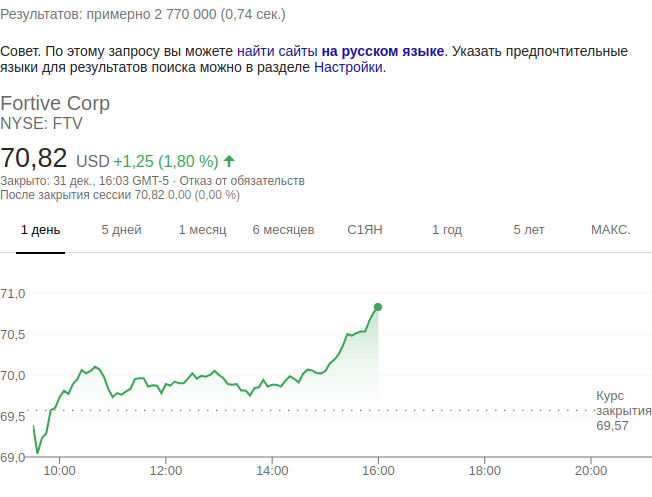 Результатов: примерно 2 770 000 (0,74 сек.)
Совет. По этому запросу вы можете найти сайты на русском языке. Указать предпочтительные
языки для результатов поиска можно в разделе Настройки.
Fortive Corp
NYSE: FTV
70,82 USD +1,25 (1,80 %)
Закрыто: 31 дек., 16:03 GMT-5 · Отказ от обязательств
После закрытия сессии 70,82 0,00 (0,00 %)
1 день 5 дней 1 месяц 6 месяцев С1ЯН 1 год 5 лет МАКС.
71,0
70,5
70,0
Курс
69,5 закрытия
69,57
69,0
10:00 12:00 14:00 16:00 18:00 20:00